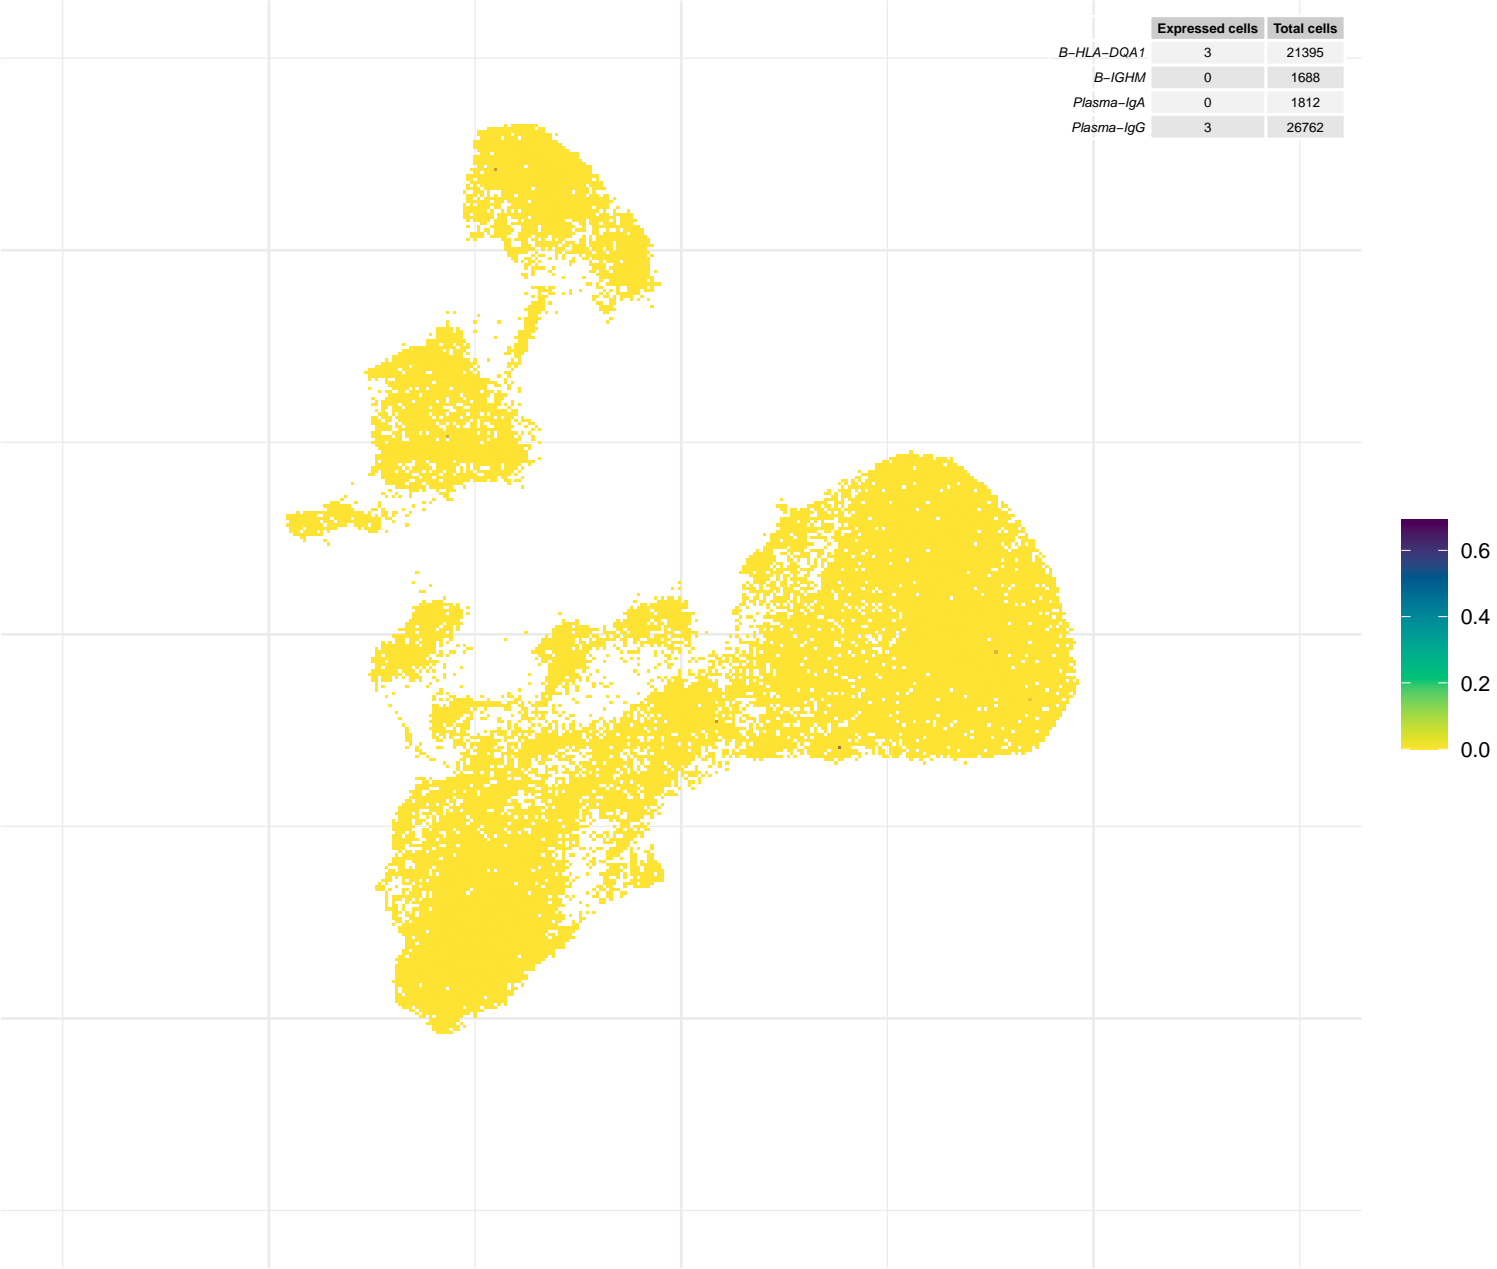 Expressed cells Total cells
B−HLA−DQA1 3 21395
B−IGHM 0 1688
Plasma−IgA 0 1812
Plasma−IgG 3 26762
0.6
0.4
0.2
0.0